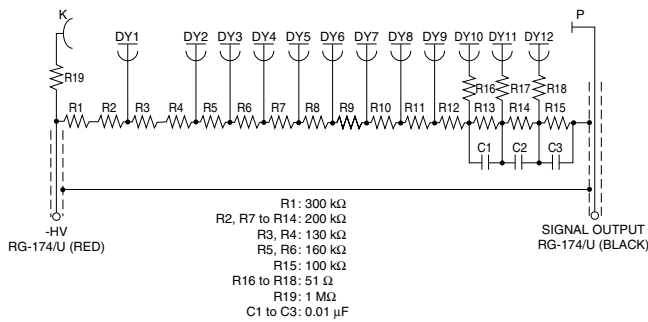 K DY1 DY2 DY3 DY4 DY5 DY6 DY7 DY8 DY9 DY10 DY11 DY12 P
R19 R16 R17 R18
R1 R2 R3 R4 R5 R6 R7 R8 R9 R10 R11 R12 R13 R14 R15
C1 C2 C3
-HV
RG-174/U (RED)
SIGNAL OUTPUT
RG-174/U (BLACK)
R1: 300 kΩ
R2, R7 to R14: 200 kΩ
R3, R4: 130 kΩ
R5, R6: 160 kΩ
R15: 100 kΩ
R16 to R18: 51 Ω
R19: 1 MΩ
C1 to C3: 0.01 µF